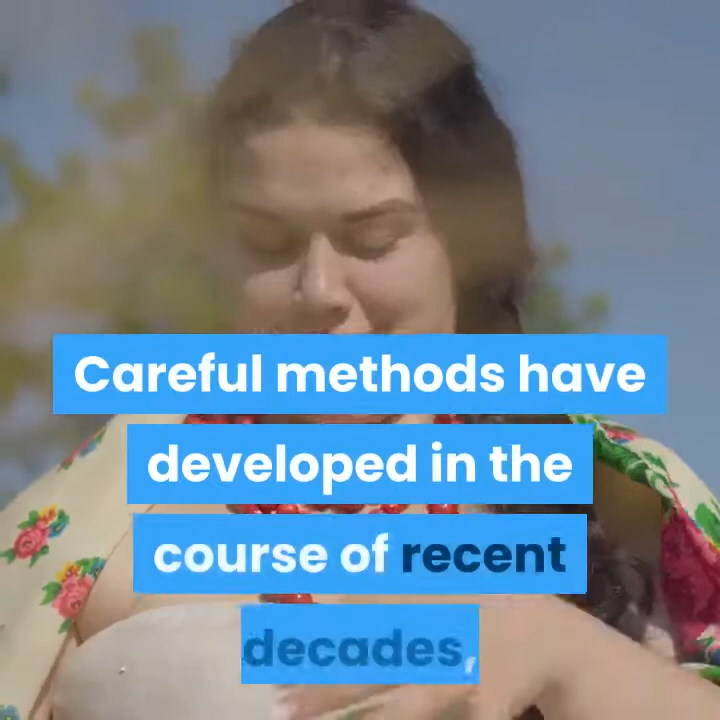 Careful methods have
developed in the
course of recent
decades,